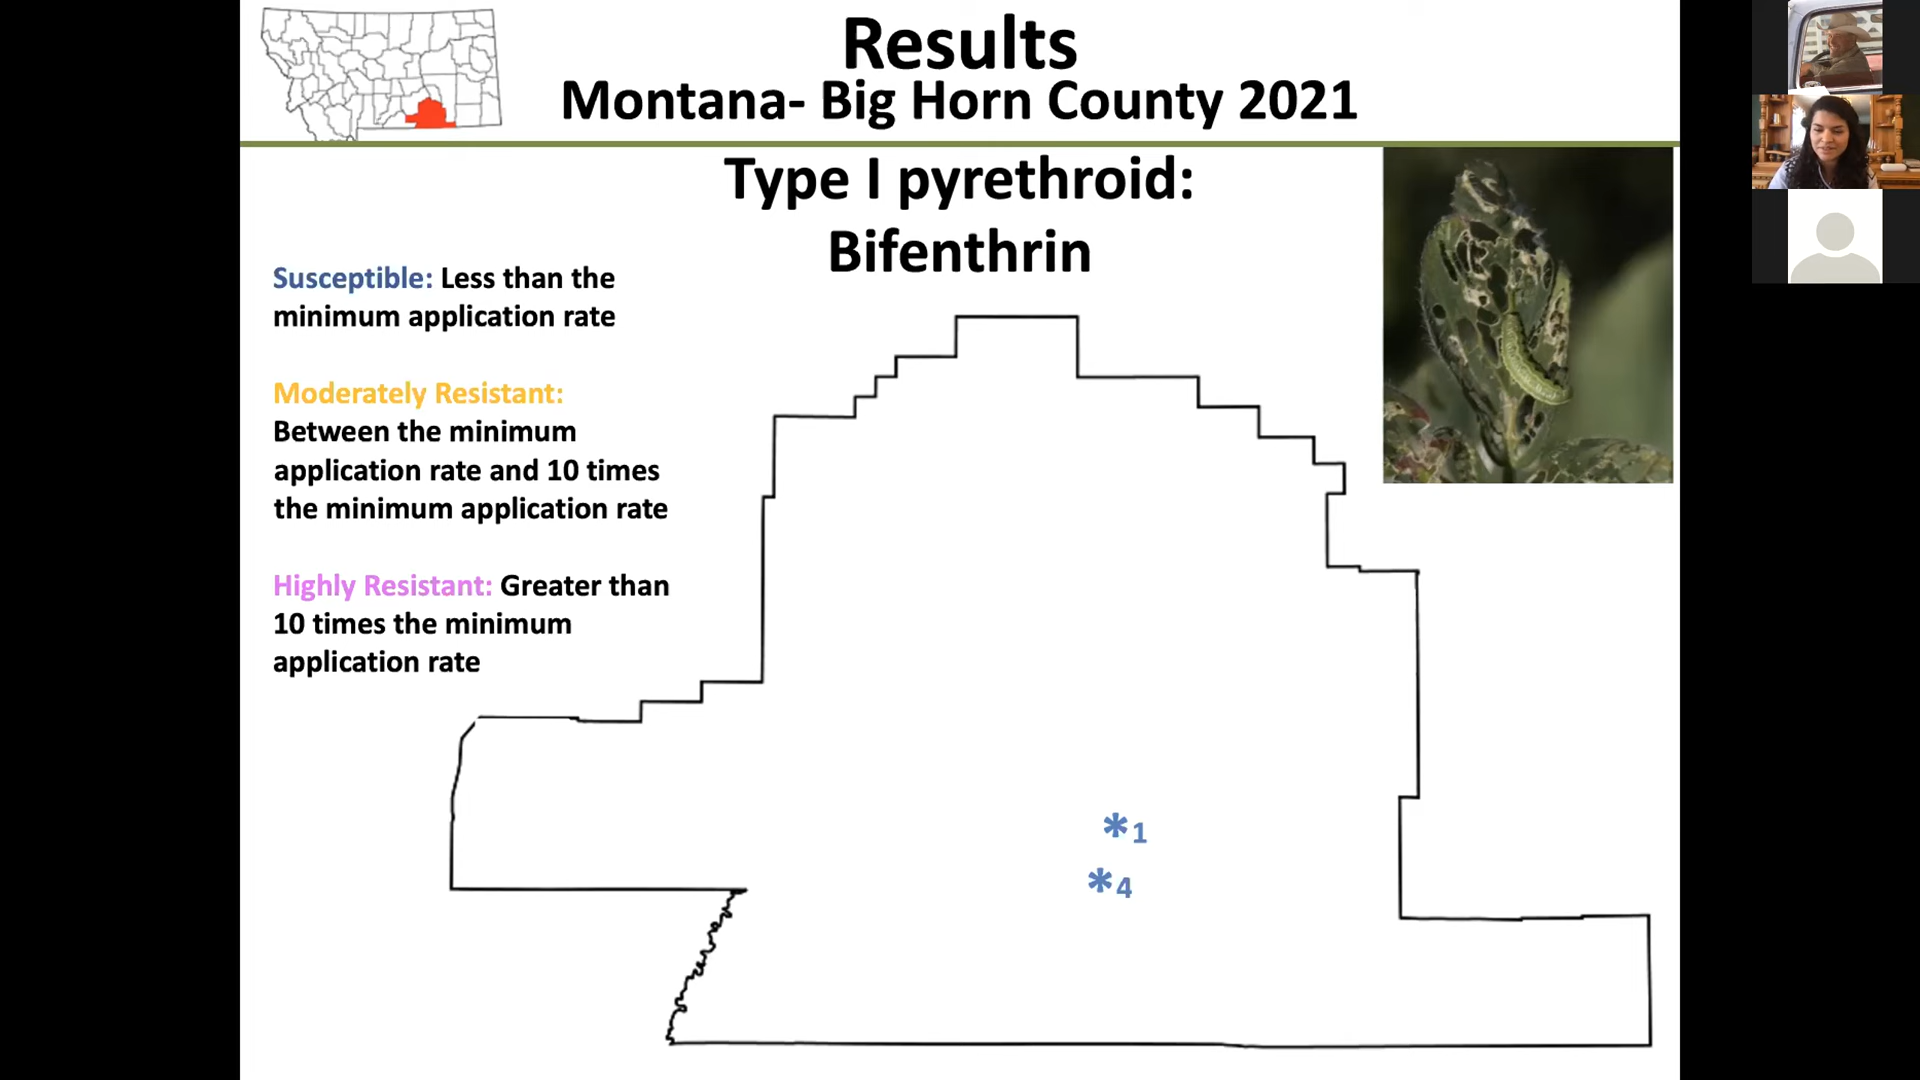 Results
Montana- Big Horn County 2021
Type I pyrethroid:
Bifenthrin
Susceptible: Less than the
minimum application rate
Moderately Resistant:
Between the minimum
application rate and 10 times
the minimum application rate
Highly Resistant: Greater than
10 times the minimum
application rate
*1
*4